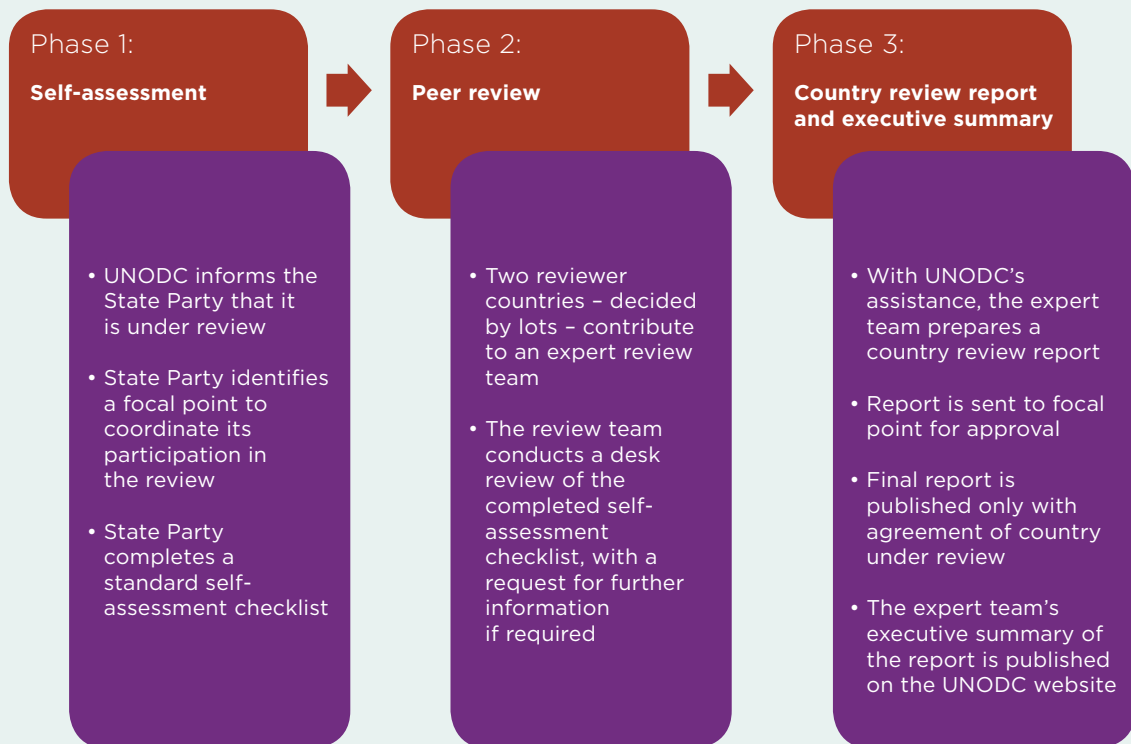 Phase 1:
Self-assessment
• UNODC informs the
State Party that it
is under review
• State Party identifies
a focal point to
coordinate its
participation in
the review
• State Party
completes a
standard self-
assessment checklist
Phase 2:
Peer review
• Two reviewer
countries – decided
by lots – contribute
to an expert review
team
• The review team
conducts a desk
review of the
completed self-
assessment
checklist, with a
request for further
information
if required
Phase 3:
Country review report
and executive summary
• With UNODC’s
assistance, the expert
team prepares a
country review report
• Report is sent to focal
point for approval
• Final report is
published only with
agreement of country
under review
• The expert team’s
executive summary of
the report is published
on the UNODC website